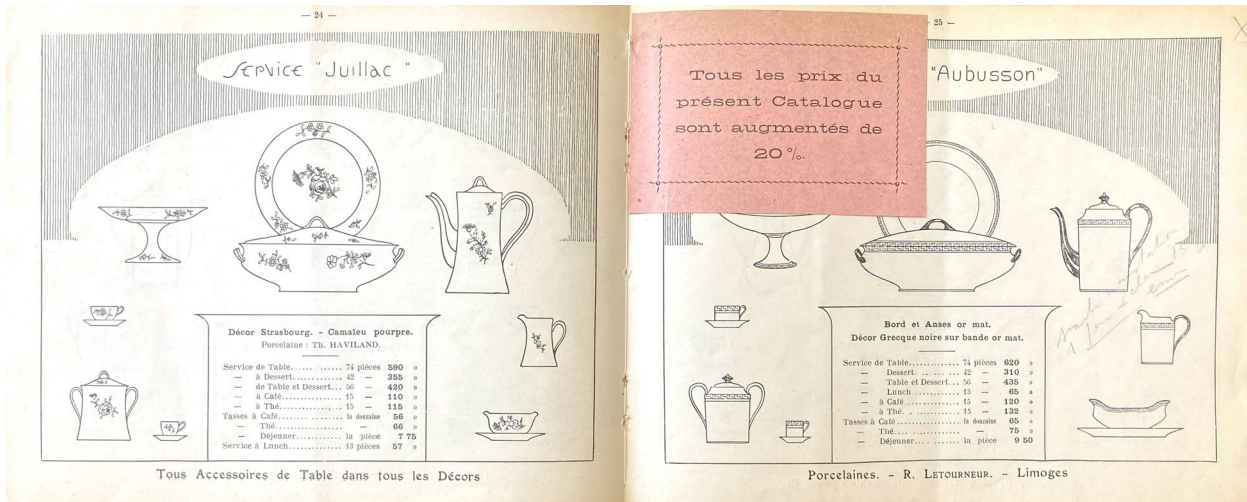 — 24 —
Service "Juillac"
Décor Strasbourg. - Camaïeu pourpre.
Porcelaine : Th. HAVILAND.
Service de Table...... ...... 74 pièces 590 »
— à Dessert............. 42 — 355 »
— de Table et Dessert... 56 — 420 »
— à Café................ 15 — 110 »
— à Thé................. 15 — 115 »
Tasses à Café............... la douzaine 56 »
— Thé.................. — 66 »
— Déjeuner............. la pièce 7 75
Service à Lunch............. 13 pièces 57 »
Tous Accessoires de Table dans tous les Décors
25 —
Tous les prix du
présent Catalogue
sont augmentés de
20 %.
"Aubusson"
Bord et Anses or mat.
Décor Grecque noire sur bande or mat.
Service de Table............ 74 pièces 620 »
— Dessert. .. ... ... 42 — 310 »
— Table et Dessert... 56 — 435 »
— Lunch ............ 13 — 65 »
— à Café............. 15 — 120 »
— à Thé. ............ 15 — 132 »
Tasses à Café............... la douzaine 65 »
— Thé................ — 75 »
— Déjeuner.... ....... la pièce 9 50
Porcelaines. - R. LETOURNEUR. - Limoges